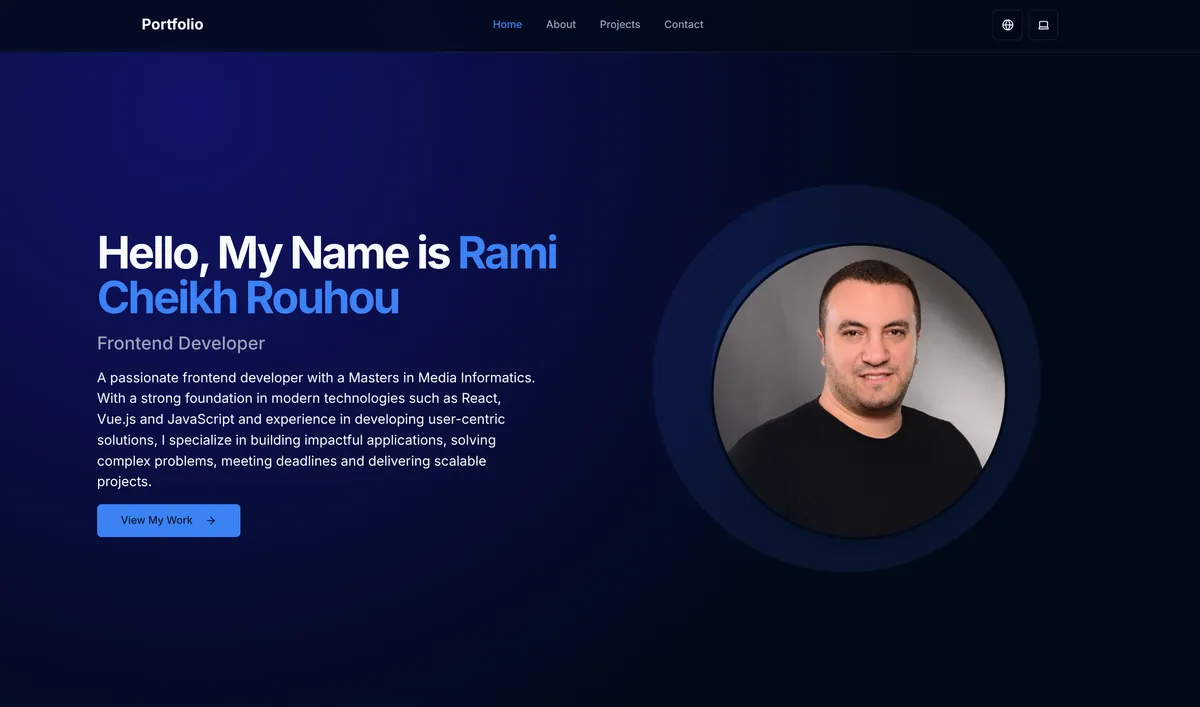 Portfolio
Home About Projects Contact
Hello, My Name is Rami
Cheikh Rouhou
Frontend Developer
A passionate frontend developer with a Masters in Media Informatics.
With a strong foundation in modern technologies such as React,
Vue.js and JavaScript and experience in developing user-centric
solutions, I specialize in building impactful applications, solving
complex problems, meeting deadlines and delivering scalable
projects.
View My Work